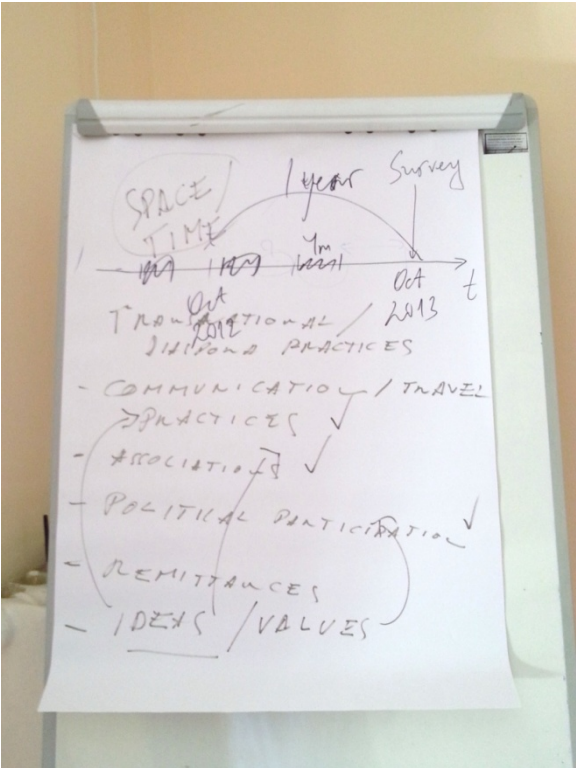 SPACE /
TIME
1 year
Survey
4m
t
Oct
2012
Oct
2013
TRANSNATIONAL /
DIASPORA PRACTICES
- COMMUNICATION / TRAVEL
PRACTICES ✓
- ASSOCIATIONS ✓
- POLITICAL PARTICIPATION ✓
- REMITTANCES
- IDEAS / VALUES